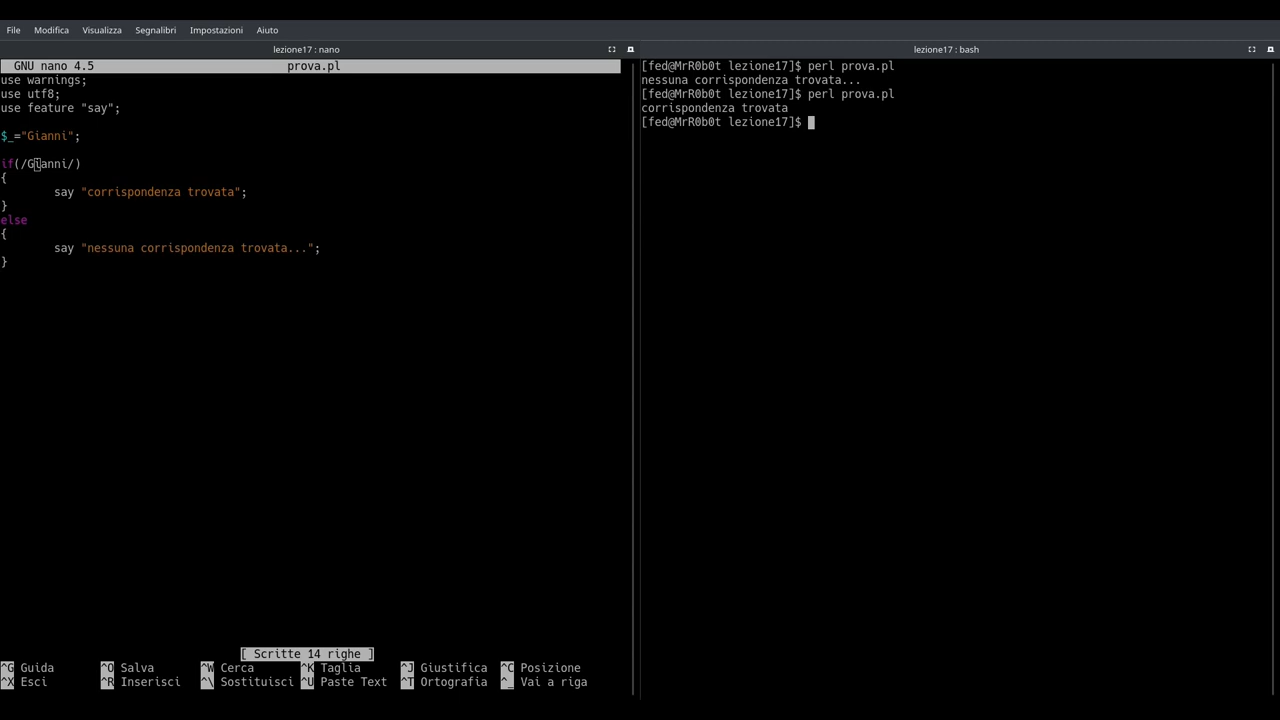 File Modifica Visualizza Segnalibri Impostazioni Aiuto
lezione17 : nano
GNU nano 4.5 prova.pl
use warnings;
use utf8;
use feature "say";
$_="Gianni";
if(/Gianni/)
{
say "corrispondenza trovata";
}
else
{
say "nessuna corrispondenza trovata...";
}
[ Scritte 14 righe ]
^G Guida ^O Salva ^W Cerca ^K Taglia ^J Giustifica ^C Posizione
^X Esci ^R Inserisci ^\ Sostituisci ^U Paste Text ^T Ortografia ^_ Vai a riga
lezione17 : bash
[fed@MrR0b0t lezione17]$ perl prova.pl
nessuna corrispondenza trovata...
[fed@MrR0b0t lezione17]$ perl prova.pl
corrispondenza trovata
[fed@MrR0b0t lezione17]$